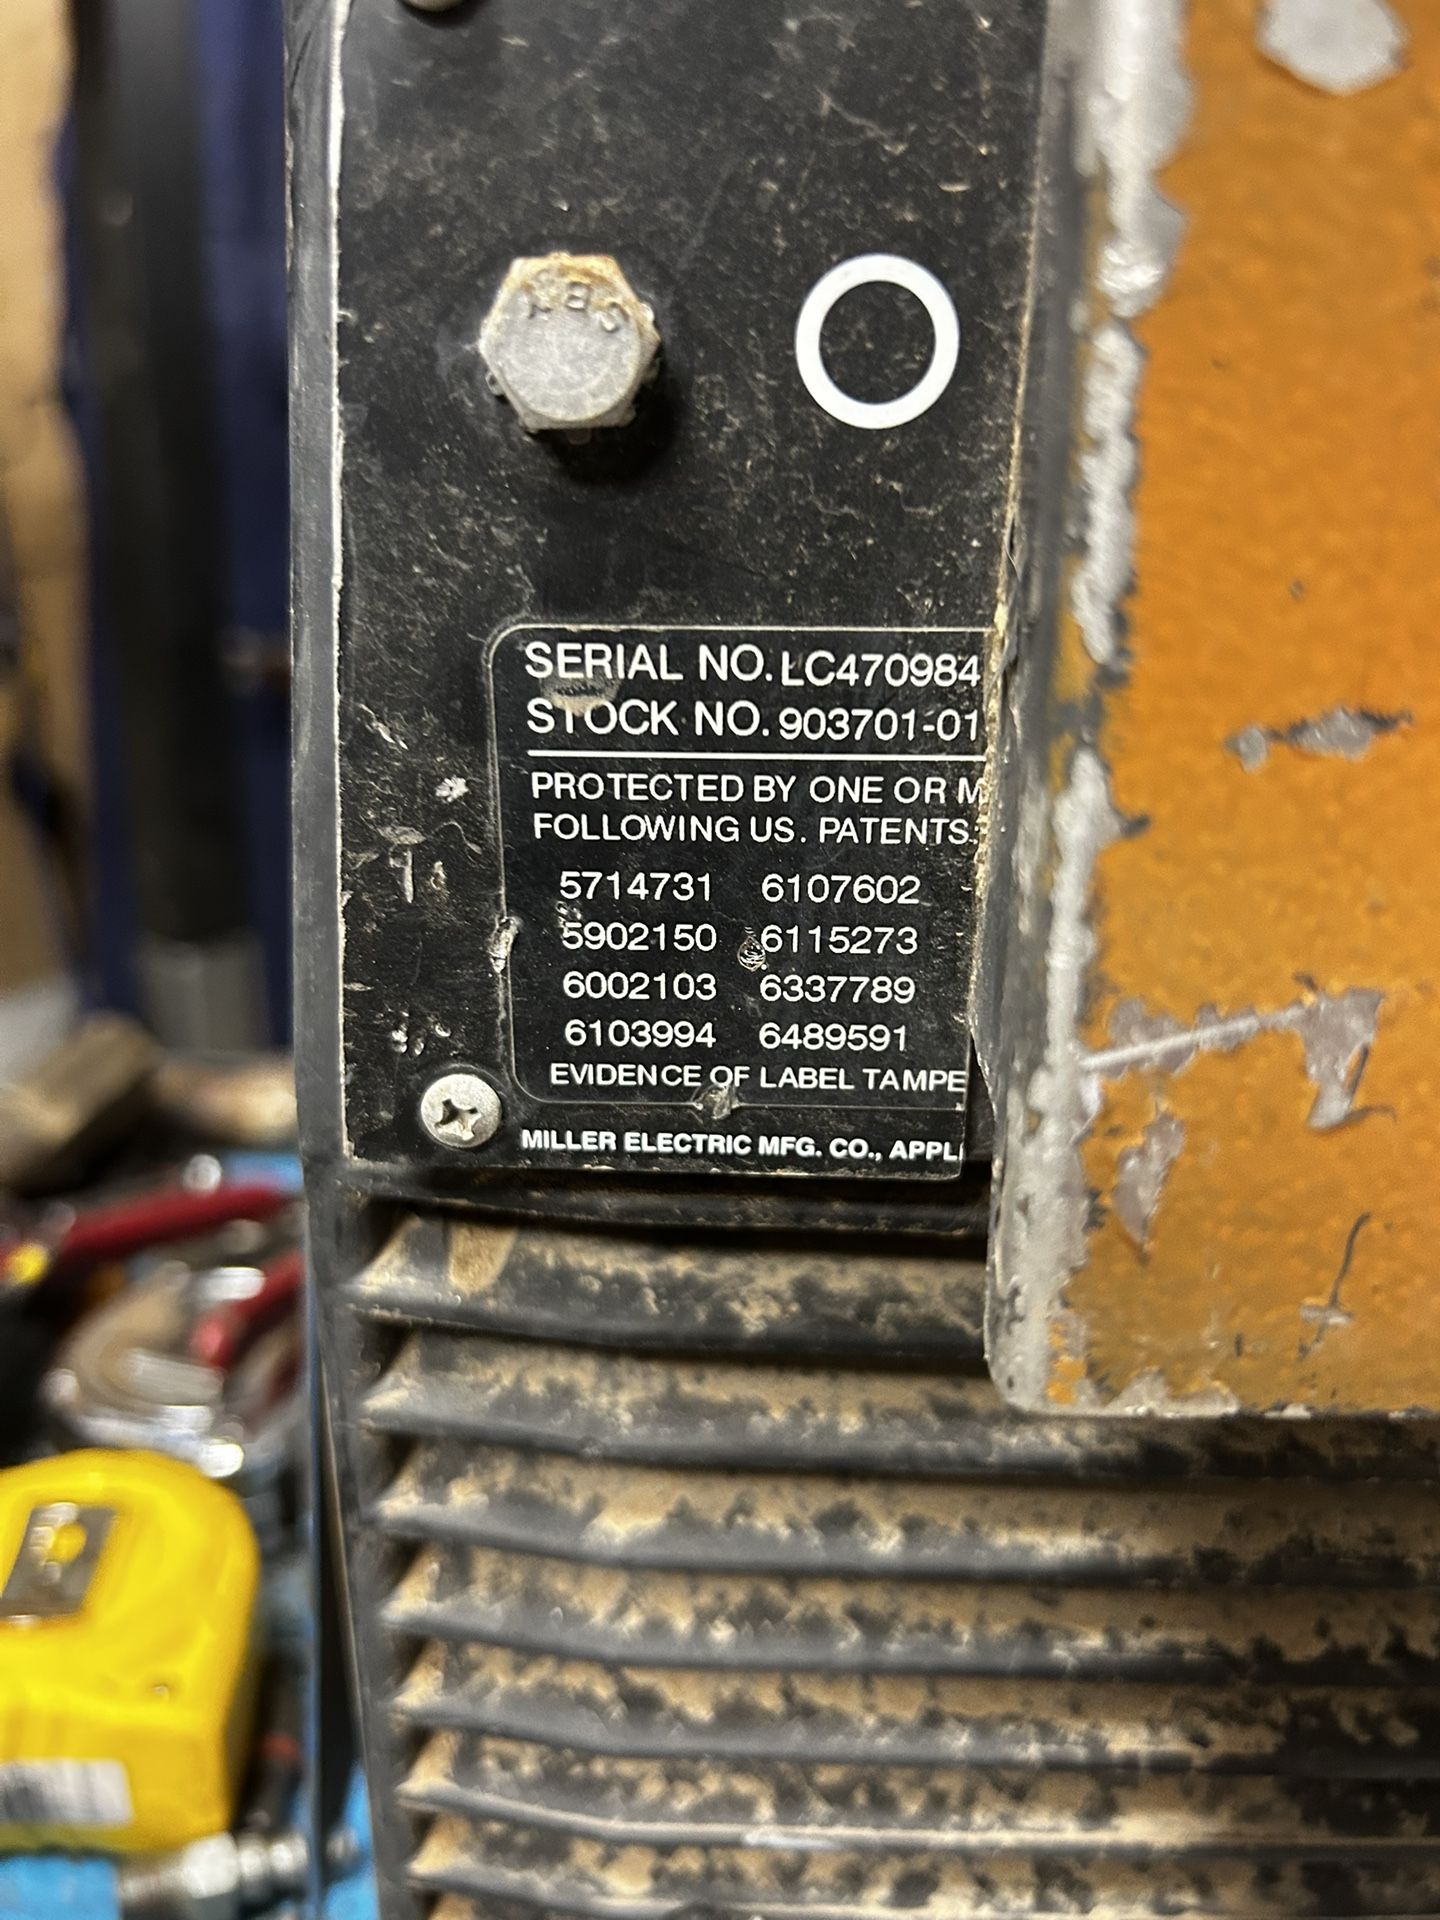 SERIAL NO. LC470984
STOCK NO. 903701-01
PROTECTED BY ONE OR M
FOLLOWING US. PATENTS:
5714731 6107602
5902150 6115273
6002103 6337789
6103994 6489591
EVIDENCE OF LABEL TAMPE
MILLER ELECTRIC MFG. CO., APPL